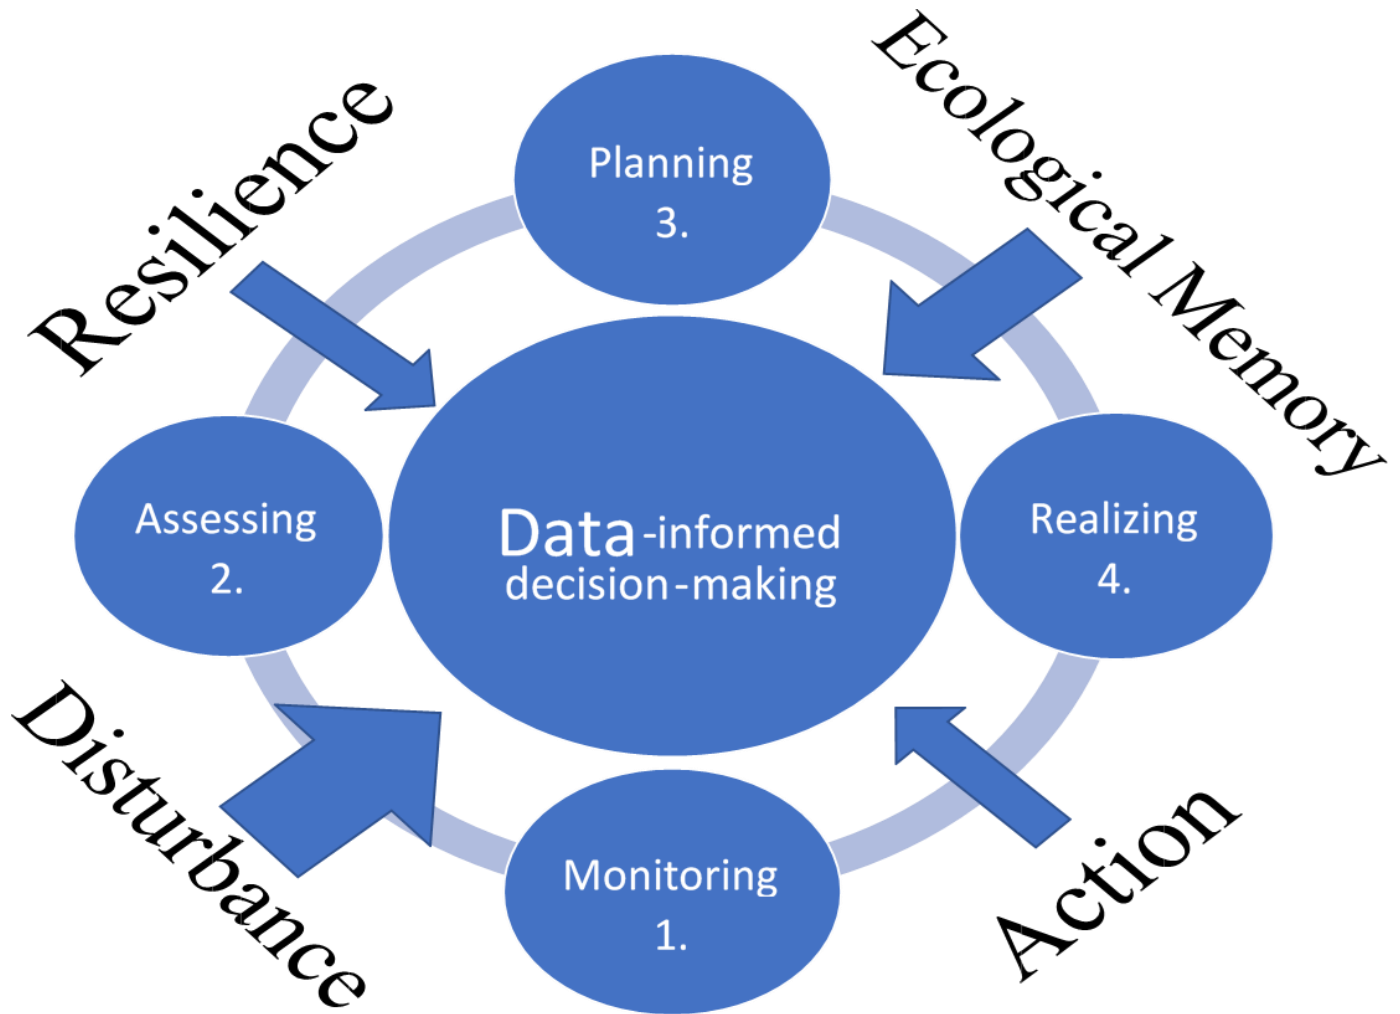 Resilience
Ecological Memory
Planning
3.
Assessing
2.
Data-informed
decision-making
Realizing
4.
Disturbance
Monitoring
1.
Action